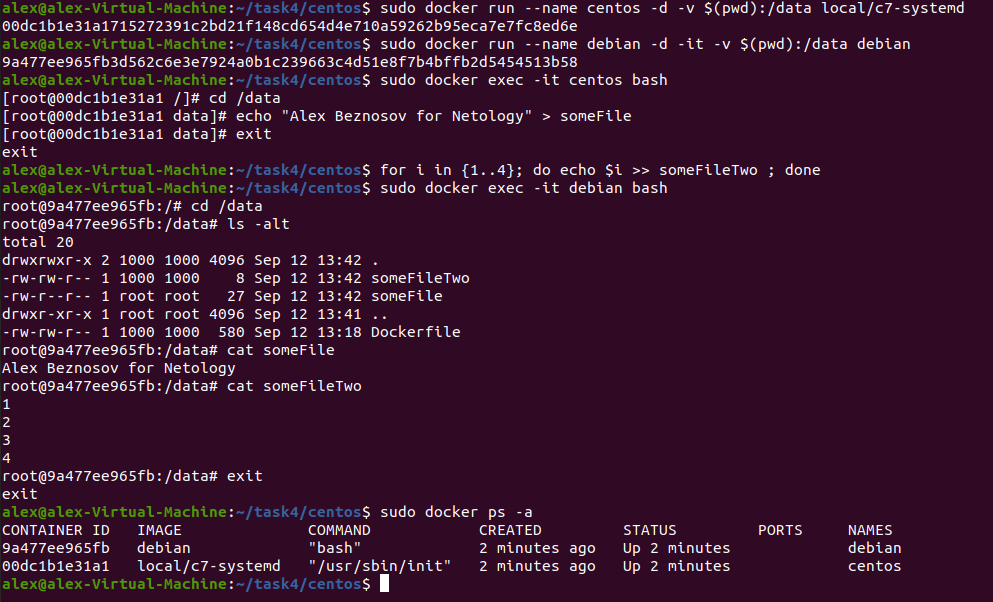 alex@alex-Virtual-Machine:~/task4/centos$ sudo docker run --name centos -d -v $(pwd):/data local/c7-systemd
00dc1b1e31a1715272391c2bd21f148cd654d4e710a59262b95eca7e7fc8ed6e
alex@alex-Virtual-Machine:~/task4/centos$ sudo docker run --name debian -d -it -v $(pwd):/data debian
9a477ee965fb3d562c6e3e7924a0b1c239663c4d51e8f7b4bffb2d5454513b58
alex@alex-Virtual-Machine:~/task4/centos$ sudo docker exec -it centos bash
[root@00dc1b1e31a1 /]# cd /data
[root@00dc1b1e31a1 data]# echo "Alex Beznosov for Netology" > someFile
[root@00dc1b1e31a1 data]# exit
exit
alex@alex-Virtual-Machine:~/task4/centos$ for i in {1..4}; do echo $i >> someFileTwo ; done
alex@alex-Virtual-Machine:~/task4/centos$ sudo docker exec -it debian bash
root@9a477ee965fb:/# cd /data
root@9a477ee965fb:/data# ls -alt
total 20
drwxrwxr-x 2 1000 1000 4096 Sep 12 13:42 .
-rw-rw-r-- 1 1000 1000    8 Sep 12 13:42 someFileTwo
-rw-r--r-- 1 root root   27 Sep 12 13:42 someFile
drwxr-xr-x 1 root root 4096 Sep 12 13:41 ..
-rw-rw-r-- 1 1000 1000  580 Sep 12 13:18 Dockerfile
root@9a477ee965fb:/data# cat someFile
Alex Beznosov for Netology
root@9a477ee965fb:/data# cat someFileTwo
1
2
3
4
root@9a477ee965fb:/data# exit
exit
alex@alex-Virtual-Machine:~/task4/centos$ sudo docker ps -a
CONTAINER ID   IMAGE              COMMAND            CREATED         STATUS         PORTS     NAMES
9a477ee965fb   debian             "bash"             2 minutes ago   Up 2 minutes             debian
00dc1b1e31a1   local/c7-systemd   "/usr/sbin/init"   2 minutes ago   Up 2 minutes             centos
alex@alex-Virtual-Machine:~/task4/centos$